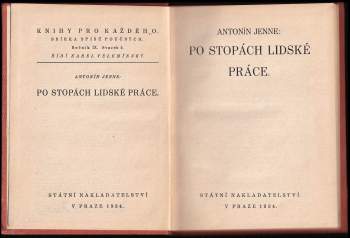 KNIHY PRO KAŽDÉHO.
SBÍRKA SPISŮ POUČNÝCH.
Ročník IX. Svazek 5.
ŘÍDÍ KAREL VELEMÍNSKÝ
ANTONÍN JENNE:
PO STOPÁCH LIDSKÉ PRÁCE.
STÁTNÍ NAKLADATELSTVÍ
V PRAZE 1934.
ANTONÍN JENNE:
PO STOPÁCH LIDSKÉ
PRÁCE.
STÁTNÍ NAKLADATELSTVÍ
V PRAZE 1934.